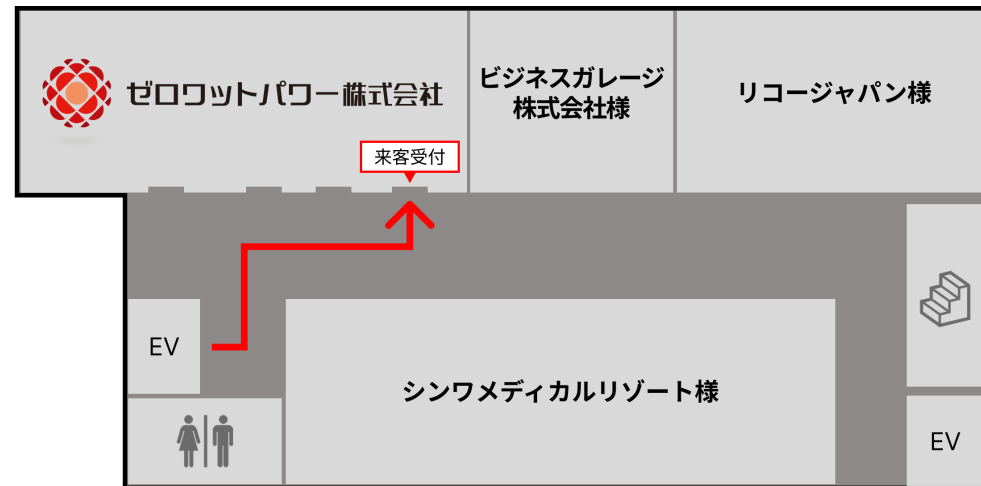 ゼロワットパワー株式会社
ビジネスガレージ
株式会社様
リコージャパン様
来客受付
EV
シンワメディカルリゾート様
EV